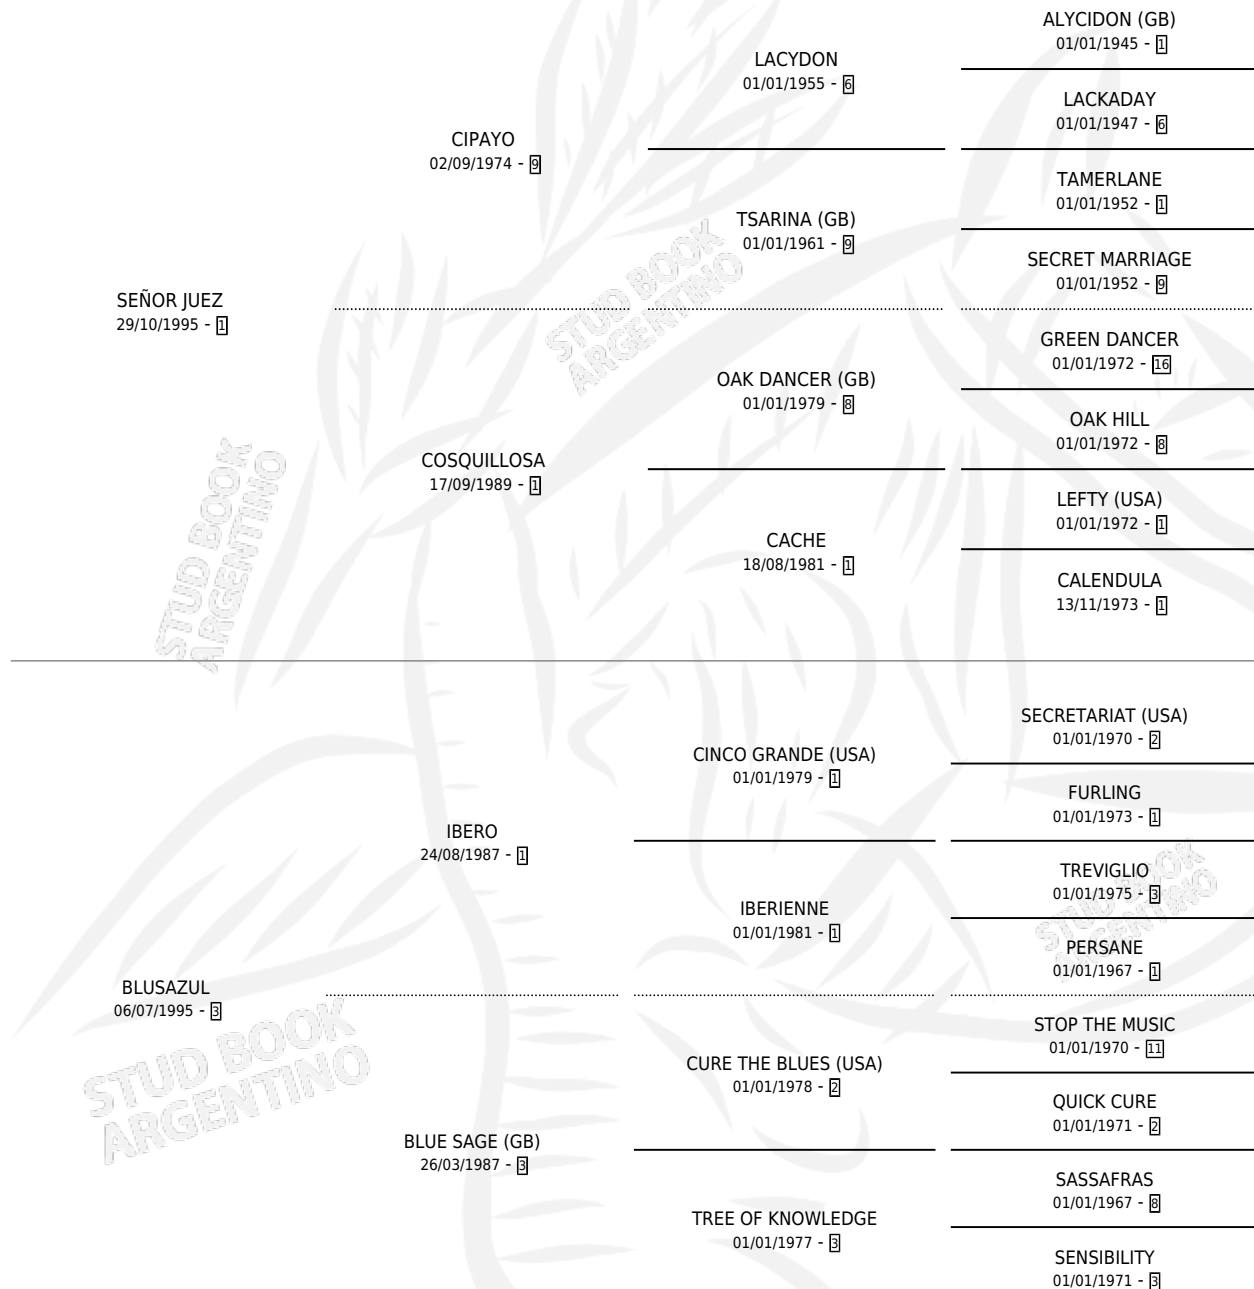 ALYCIDON (GB)
01/01/1945 - 1
LACYDON
01/01/1955 - 6
LACKADAY
01/01/1947 - 6
CIPAYO
02/09/1974 - 9
TAMERLANE
01/01/1952 - 1
TSARINA (GB)
01/01/1961 - 9
SECRET MARRIAGE
01/01/1952 - 9
SEÑOR JUEZ
29/10/1995 - 1
GREEN DANCER
01/01/1972 - 16
OAK DANCER (GB)
01/01/1979 - 8
OAK HILL
01/01/1972 - 8
COSQUILLOSA
17/09/1989 - 1
LEFTY (USA)
01/01/1972 - 1
CACHE
18/08/1981 - 1
CALENDULA
13/11/1973 - 1
STUD BOOK
ARGENTINO
STUD BOOK
ARGENTINO
SECRETARIAT (USA)
01/01/1970 - 2
CINCO GRANDE (USA)
01/01/1979 - 1
FURLING
01/01/1973 - 1
IBERO
24/08/1987 - 1
TREVIGLIO
01/01/1975 - 3
IBERIENNE
01/01/1981 - 1
PERSANE
01/01/1967 - 1
STUD BOOK
ARGENTINO
BLUSAZUL
06/07/1995 - 3
STOP THE MUSIC
01/01/1970 - 11
CURE THE BLUES (USA)
01/01/1978 - 2
QUICK CURE
01/01/1971 - 2
STUD BOOK
ARGENTINO
BLUE SAGE (GB)
26/03/1987 - 3
SASSAFRAS
01/01/1967 - 8
TREE OF KNOWLEDGE
01/01/1977 - 3
SENSIBILITY
01/01/1971 - 3